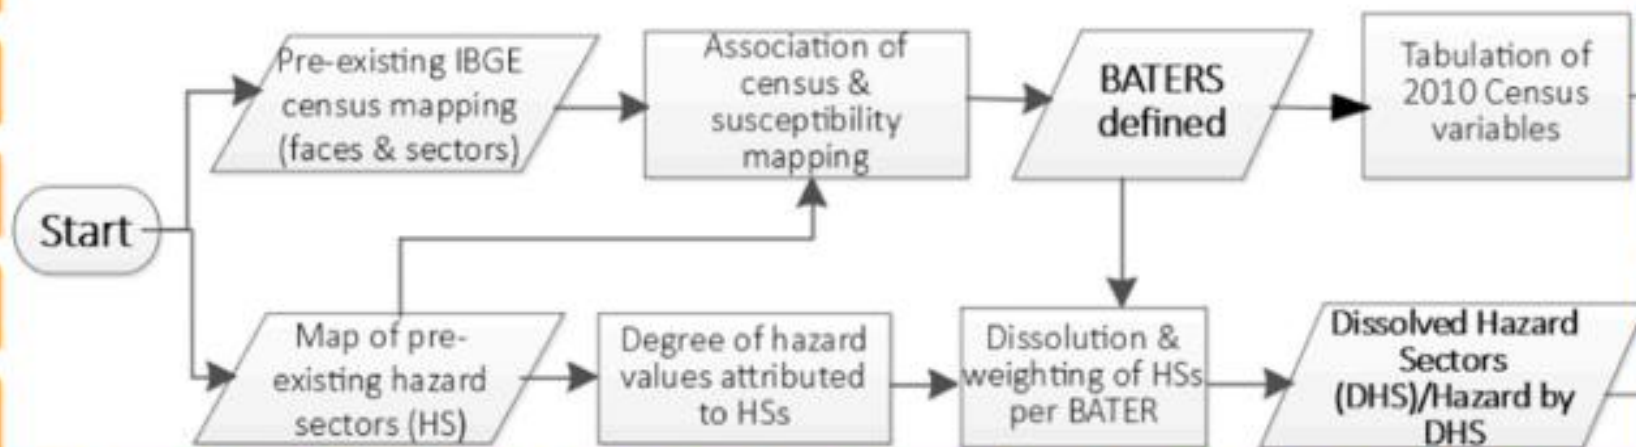 Pre-existing IBGE
census mapping
(faces & sectors)
Association of
census &
susceptibility
mapping
BATERS
defined
Tabulation of
2010 Census
variables
Start
Map of pre-
existing hazard
sectors (HS)
Degree of hazard
values attributed
to HSs
Dissolution &
weighting of HSs
per BATER
Dissolved Hazard
Sectors
(DHS)/Hazard by
DHS